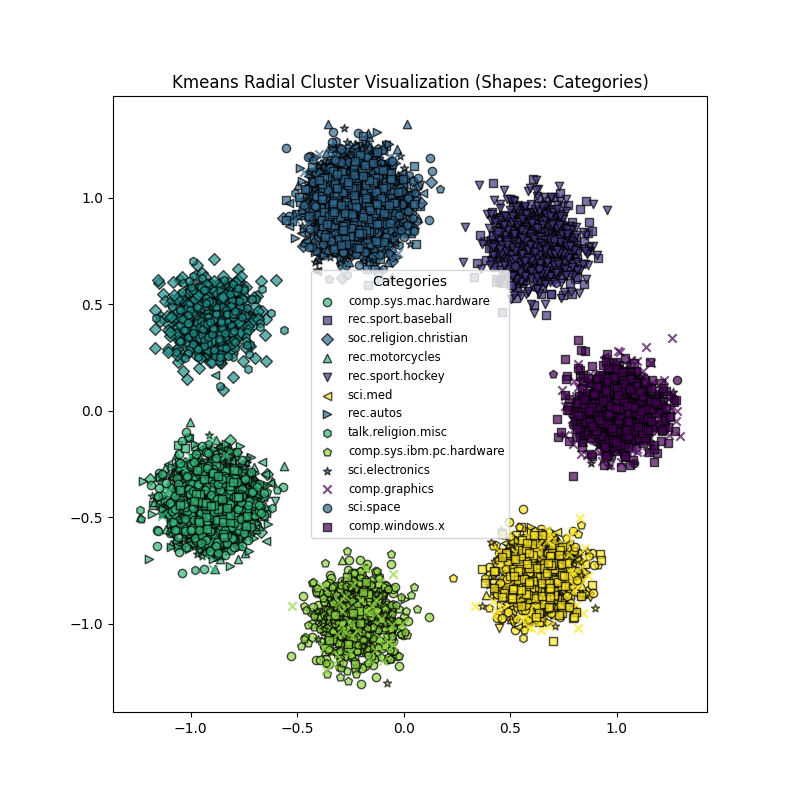 Kmeans Radial Cluster Visualization (Shapes: Categories)
1.0
0.5
0.0
−0.5
−1.0
Categories
comp.sys.mac.hardware
rec.sport.baseball
soc.religion.christian
rec.motorcycles
rec.sport.hockey
sci.med
rec.autos
talk.religion.misc
comp.sys.ibm.pc.hardware
sci.electronics
comp.graphics
sci.space
comp.windows.x
−1.0 −0.5 0.0 0.5 1.0